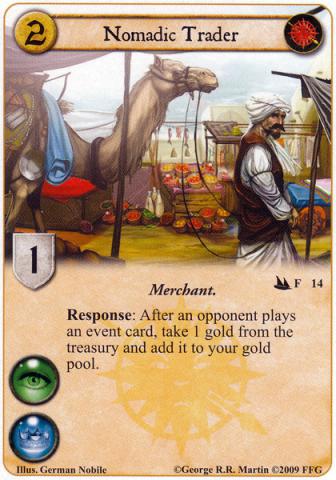 2 Nomadic Trader
1
Merchant.
F 14
Response: After an opponent plays
an event card, take 1 gold from the
treasury and add it to your gold
pool.
Illus. German Nobile ©George R.R. Martin ©2009 FFG